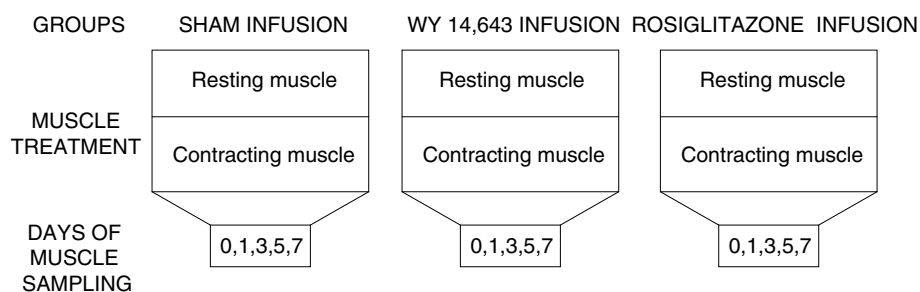 GROUPS SHAM INFUSION WY 14,643 INFUSION ROSIGLITAZONE INFUSION
Resting muscle Resting muscle Resting muscle
MUSCLE
TREATMENT
Contracting muscle Contracting muscle Contracting muscle
DAYS OF
MUSCLE
SAMPLING
0,1,3,5,7 0,1,3,5,7 0,1,3,5,7